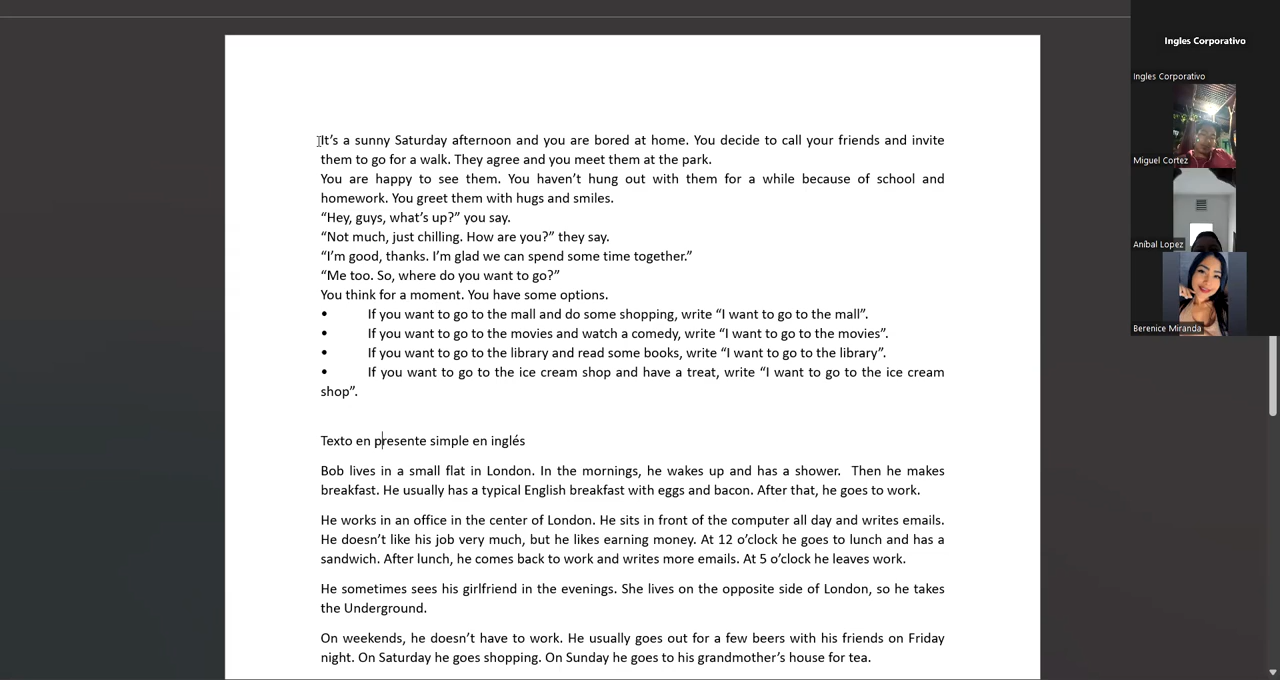 Ingles Corporativo
Ingles Corporativo
Miguel Cortez
Aníbal Lopez
Berenice Miranda
It’s a sunny Saturday afternoon and you are bored at home. You decide to call your friends and invite
them to go for a walk. They agree and you meet them at the park.
You are happy to see them. You haven’t hung out with them for a while because of school and
homework. You greet them with hugs and smiles.
“Hey, guys, what’s up?” you say.
“Not much, just chilling. How are you?” they say.
“I’m good, thanks. I’m glad we can spend some time together.”
“Me too. So, where do you want to go?”
You think for a moment. You have some options.
• If you want to go to the mall and do some shopping, write “I want to go to the mall”.
• If you want to go to the movies and watch a comedy, write “I want to go to the movies”.
• If you want to go to the library and read some books, write “I want to go to the library”.
• If you want to go to the ice cream shop and have a treat, write “I want to go to the ice cream
shop”.
Texto en presente simple en inglés
Bob lives in a small flat in London. In the mornings, he wakes up and has a shower.  Then he makes
breakfast. He usually has a typical English breakfast with eggs and bacon. After that, he goes to work.
He works in an office in the center of London. He sits in front of the computer all day and writes emails.
He doesn’t like his job very much, but he likes earning money. At 12 o’clock he goes to lunch and has a
sandwich. After lunch, he comes back to work and writes more emails. At 5 o’clock he leaves work.
He sometimes sees his girlfriend in the evenings. She lives on the opposite side of London, so he takes
the Underground.
On weekends, he doesn’t have to work. He usually goes out for a few beers with his friends on Friday
night. On Saturday he goes shopping. On Sunday he goes to his grandmother’s house for tea.